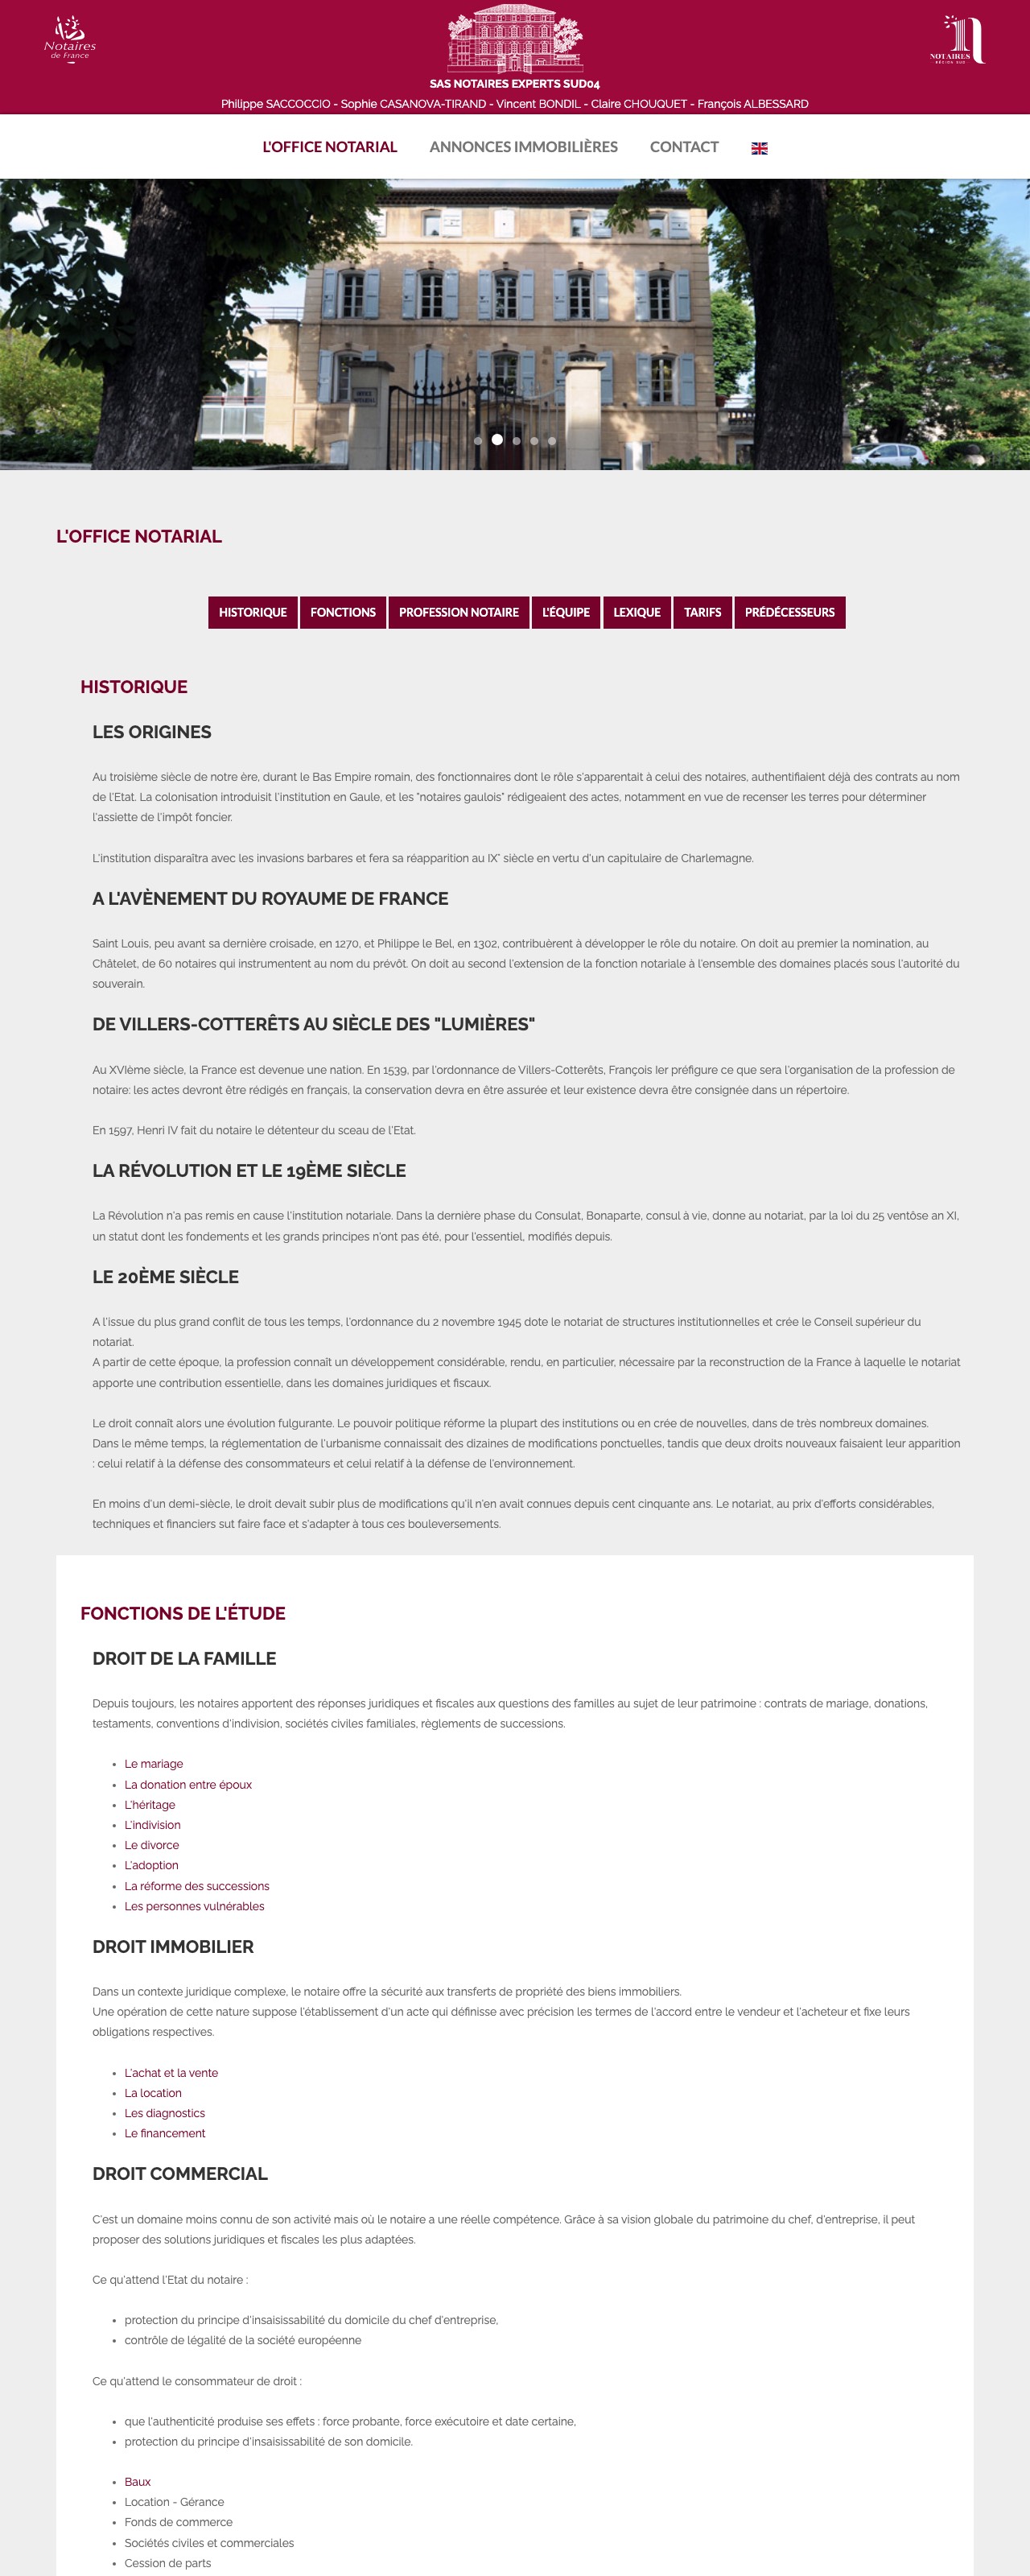 Notaires
de France
NOTAIRES
RÉGION SUD
SAS NOTAIRES EXPERTS SUD04
Philippe SACCOCCIO - Sophie CASANOVA-TIRAND - Vincent BONDIL - Claire CHOUQUET - François ALBESSARD
L'OFFICE NOTARIAL ANNONCES IMMOBILIÈRES CONTACT
L'OFFICE NOTARIAL
HISTORIQUE FONCTIONS PROFESSION NOTAIRE L'ÉQUIPE LEXIQUE TARIFS PRÉDÉCESSEURS
HISTORIQUE
LES ORIGINES
Au troisième siècle de notre ère, durant le Bas Empire romain, des fonctionnaires dont le rôle s'apparentait à celui des notaires, authentifiaient déjà des contrats au nom
de l'Etat. La colonisation introduisit l'institution en Gaule, et les "notaires gaulois" rédigeaient des actes, notamment en vue de recenser les terres pour déterminer
l'assiette de l'impôt foncier.
L'institution disparaîtra avec les invasions barbares et fera sa réapparition au IX° siècle en vertu d'un capitulaire de Charlemagne.
A L'AVÈNEMENT DU ROYAUME DE FRANCE
Saint Louis, peu avant sa dernière croisade, en 1270, et Philippe le Bel, en 1302, contribuèrent à développer le rôle du notaire. On doit au premier la nomination, au
Châtelet, de 60 notaires qui instrumentent au nom du prévôt. On doit au second l'extension de la fonction notariale à l'ensemble des domaines placés sous l'autorité du
souverain.
DE VILLERS-COTTERÊTS AU SIÈCLE DES "LUMIÈRES"
Au XVIème siècle, la France est devenue une nation. En 1539, par l'ordonnance de Villers-Cotterêts, François Ier préfigure ce que sera l'organisation de la profession de
notaire: les actes devront être rédigés en français, la conservation devra en être assurée et leur existence devra être consignée dans un répertoire.
En 1597, Henri IV fait du notaire le détenteur du sceau de l'Etat.
LA RÉVOLUTION ET LE 19ÈME SIÈCLE
La Révolution n'a pas remis en cause l'institution notariale. Dans la dernière phase du Consulat, Bonaparte, consul à vie, donne au notariat, par la loi du 25 ventôse an XI,
un statut dont les fondements et les grands principes n'ont pas été, pour l'essentiel, modifiés depuis.
LE 20ÈME SIÈCLE
A l'issue du plus grand conflit de tous les temps, l'ordonnance du 2 novembre 1945 dote le notariat de structures institutionnelles et crée le Conseil supérieur du
notariat.
A partir de cette époque, la profession connaît un développement considérable, rendu, en particulier, nécessaire par la reconstruction de la France à laquelle le notariat
apporte une contribution essentielle, dans les domaines juridiques et fiscaux.
Le droit connaît alors une évolution fulgurante. Le pouvoir politique réforme la plupart des institutions ou en crée de nouvelles, dans de très nombreux domaines.
Dans le même temps, la réglementation de l'urbanisme connaissait des dizaines de modifications ponctuelles, tandis que deux droits nouveaux faisaient leur apparition
: celui relatif à la défense des consommateurs et celui relatif à la défense de l'environnement.
En moins d'un demi-siècle, le droit devait subir plus de modifications qu'il n'en avait connues depuis cent cinquante ans. Le notariat, au prix d'efforts considérables,
techniques et financiers sut faire face et s'adapter à tous ces bouleversements.
FONCTIONS DE L'ÉTUDE
DROIT DE LA FAMILLE
Depuis toujours, les notaires apportent des réponses juridiques et fiscales aux questions des familles au sujet de leur patrimoine : contrats de mariage, donations,
testaments, conventions d'indivision, sociétés civiles familiales, règlements de successions.
• Le mariage
• La donation entre époux
• L'héritage
• L'indivision
• Le divorce
• L'adoption
• La réforme des successions
• Les personnes vulnérables
DROIT IMMOBILIER
Dans un contexte juridique complexe, le notaire offre la sécurité aux transferts de propriété des biens immobiliers.
Une opération de cette nature suppose l'établissement d'un acte qui définisse avec précision les termes de l'accord entre le vendeur et l'acheteur et fixe leurs
obligations respectives.
• L'achat et la vente
• La location
• Les diagnostics
• Le financement
DROIT COMMERCIAL
C'est un domaine moins connu de son activité mais où le notaire a une réelle compétence. Grâce à sa vision globale du patrimoine du chef, d'entreprise, il peut
proposer des solutions juridiques et fiscales les plus adaptées.
Ce qu'attend l'Etat du notaire :
• protection du principe d'insaisissabilité du domicile du chef d'entreprise,
• contrôle de légalité de la société européenne
Ce qu'attend le consommateur de droit :
• que l'authenticité produise ses effets : force probante, force exécutoire et date certaine,
• protection du principe d'insaisissabilité de son domicile.
• Baux
• Location - Gérance
• Fonds de commerce
• Sociétés civiles et commerciales
• Cession de parts